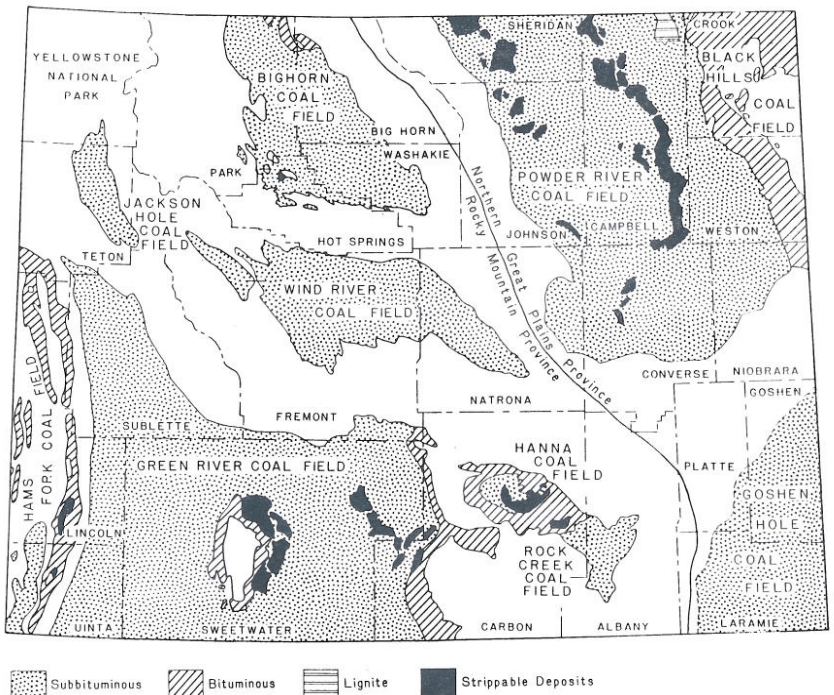 SHERIDAN
CROOK
YELLOWSTONE
NATIONAL
PARK
BIGHORN
COAL
FIELD
BLACK
HILLS
COAL
FIELD
BIG HORN
WASHAKIE
PARK
Northern Great Plains Province
Rocky Mountain Province
POWDER RIVER
COAL FIELD
JACKSON
HOLE
COAL
FIELD
HOT SPRINGS
JOHNSON
CAMPBELL
WESTON
TETON
WIND RIVER
COAL FIELD
CONVERSE
NIOBRARA
GOSHEN
NATRONA
FREMONT
SUBLETTE
HAMS FORK COAL FIELD
GREEN RIVER COAL FIELD
HANNA
COAL
FIELD
PLATTE
GOSHEN
HOLE
COAL
FIELD
LINCOLN
ROCK
CREEK
COAL
FIELD
UINTA
SWEETWATER
CARBON
ALBANY
LARAMIE
Subbituminous
Bituminous
Lignite
Strippable Deposits